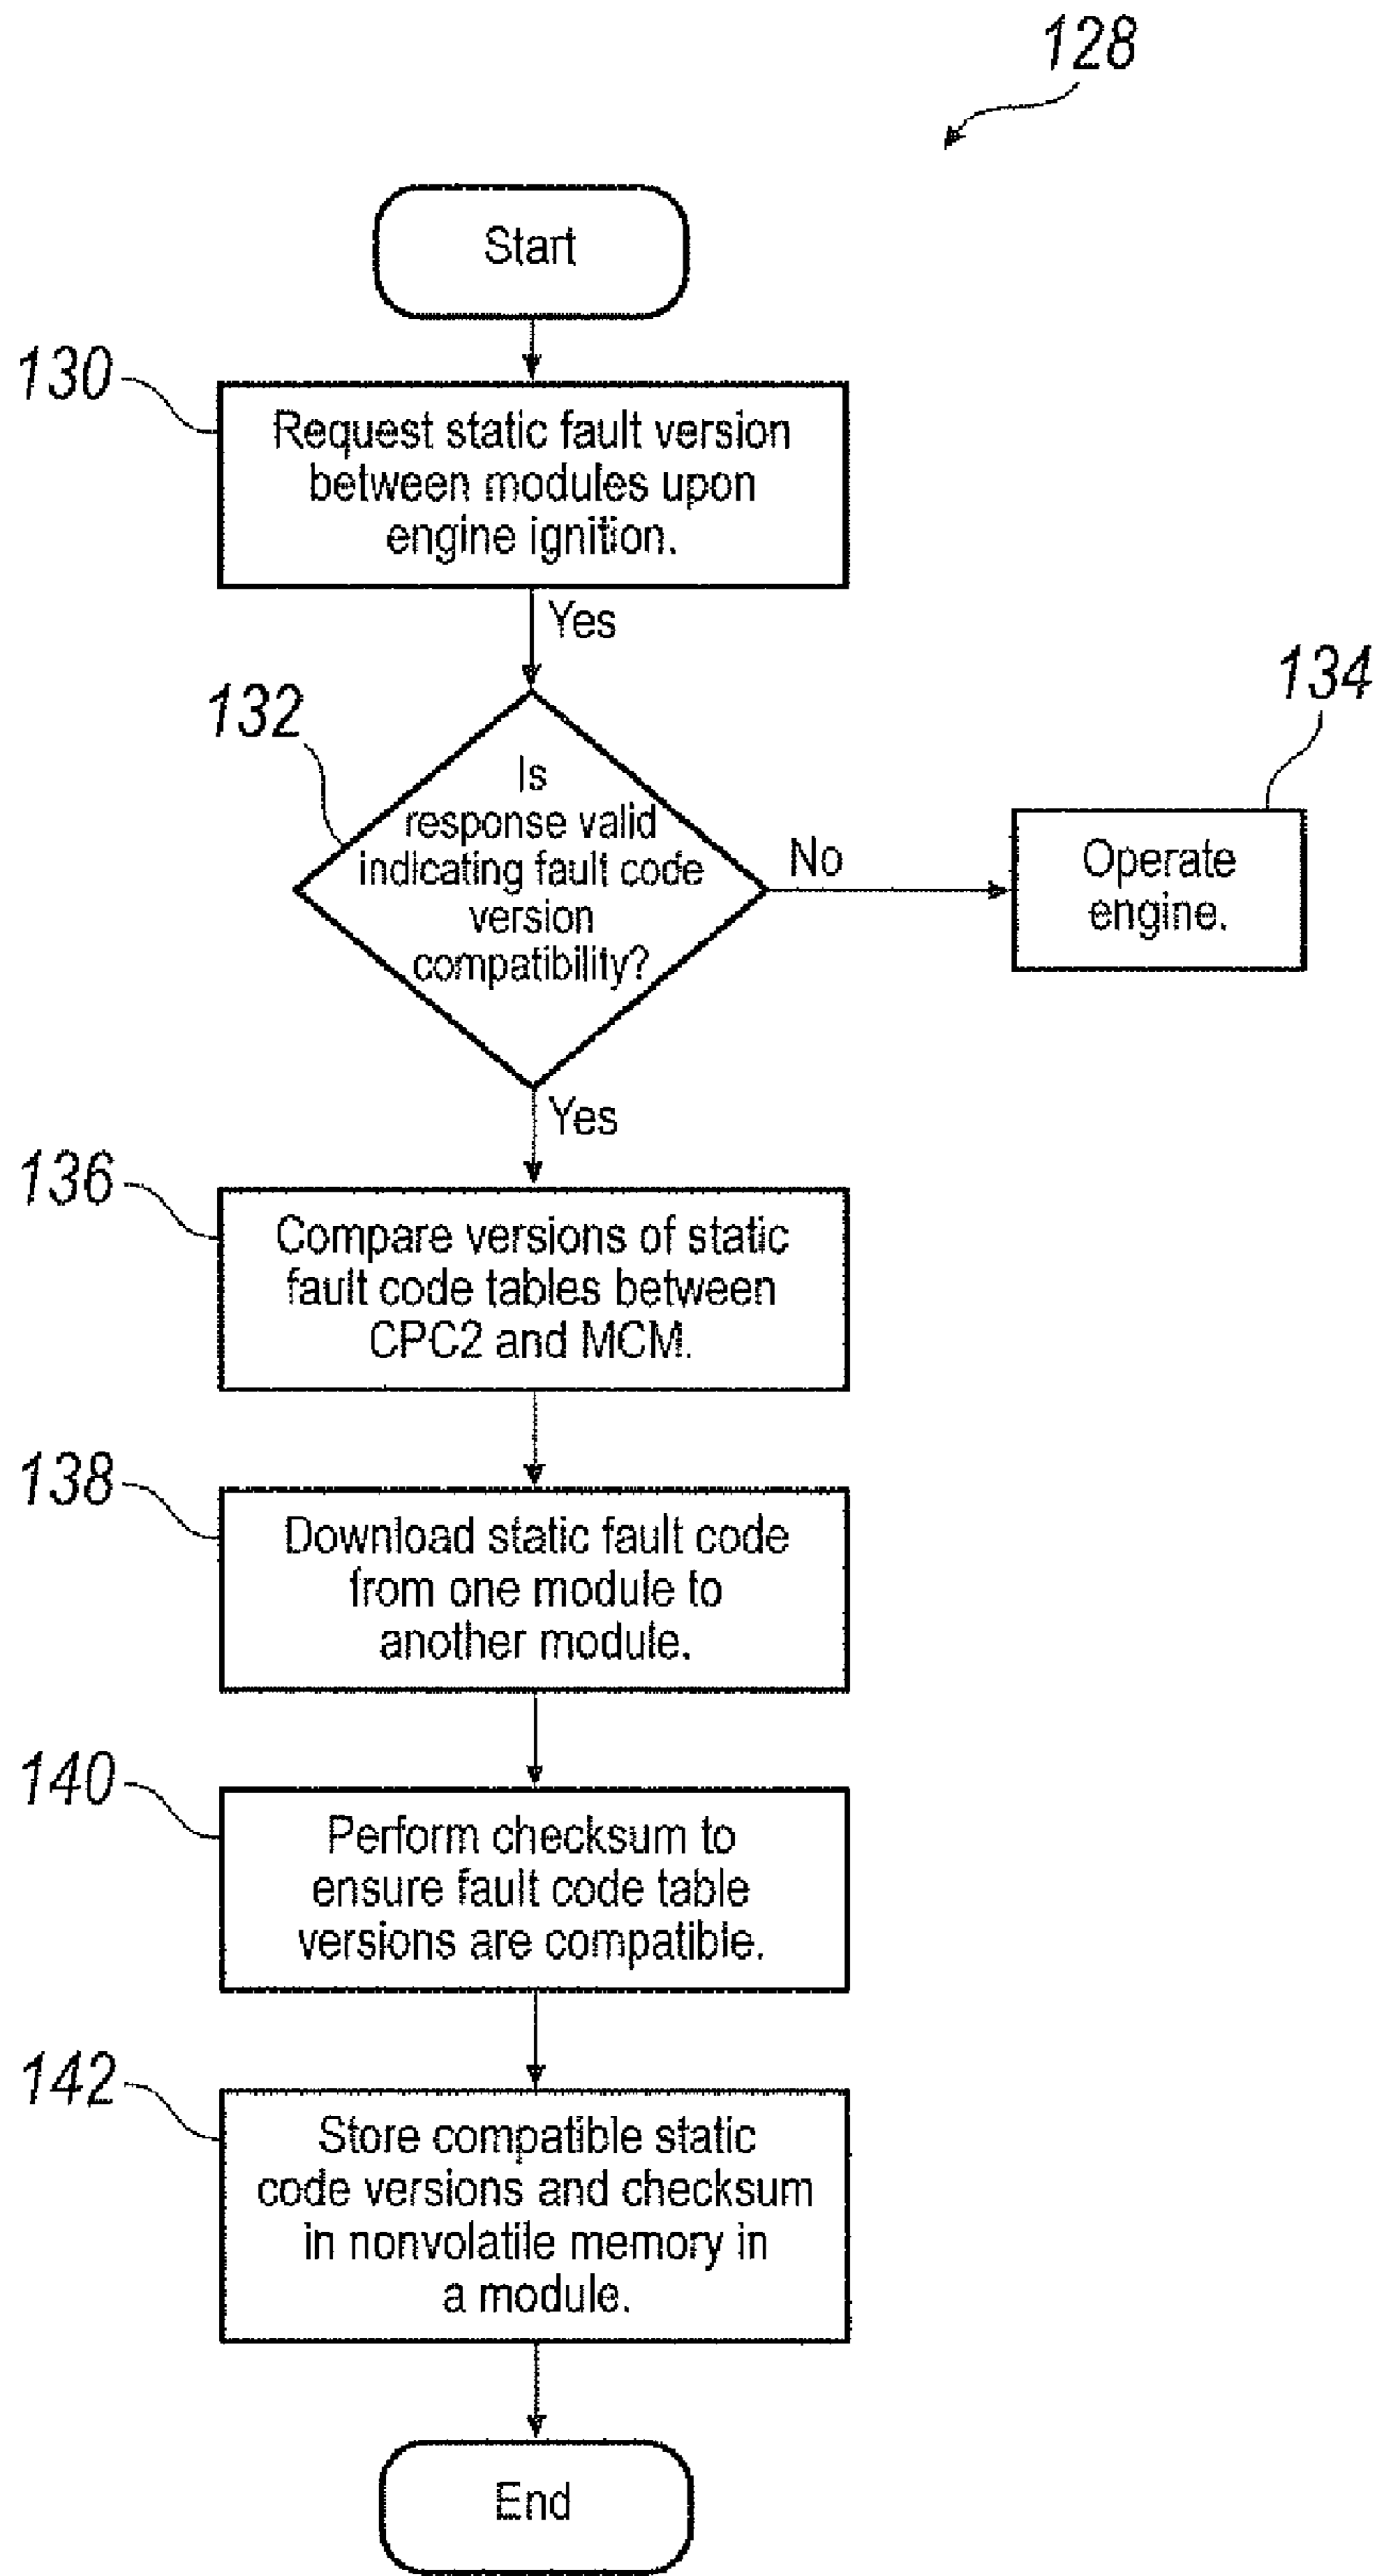 128
Start
130
Request static fault version
between modules upon
engine ignition.
Yes
132
Is
response valid
indicating fault code
version
compatibility?
No
134
Operate
engine.
Yes
136
Compare versions of static
fault code tables between
CPC2 and MCM.
138
Download static fault code
from one module to
another module.
140
Perform checksum to
ensure fault code table
versions are compatible.
142
Store compatible static
code versions and checksum
in nonvolatile memory in
a module.
End